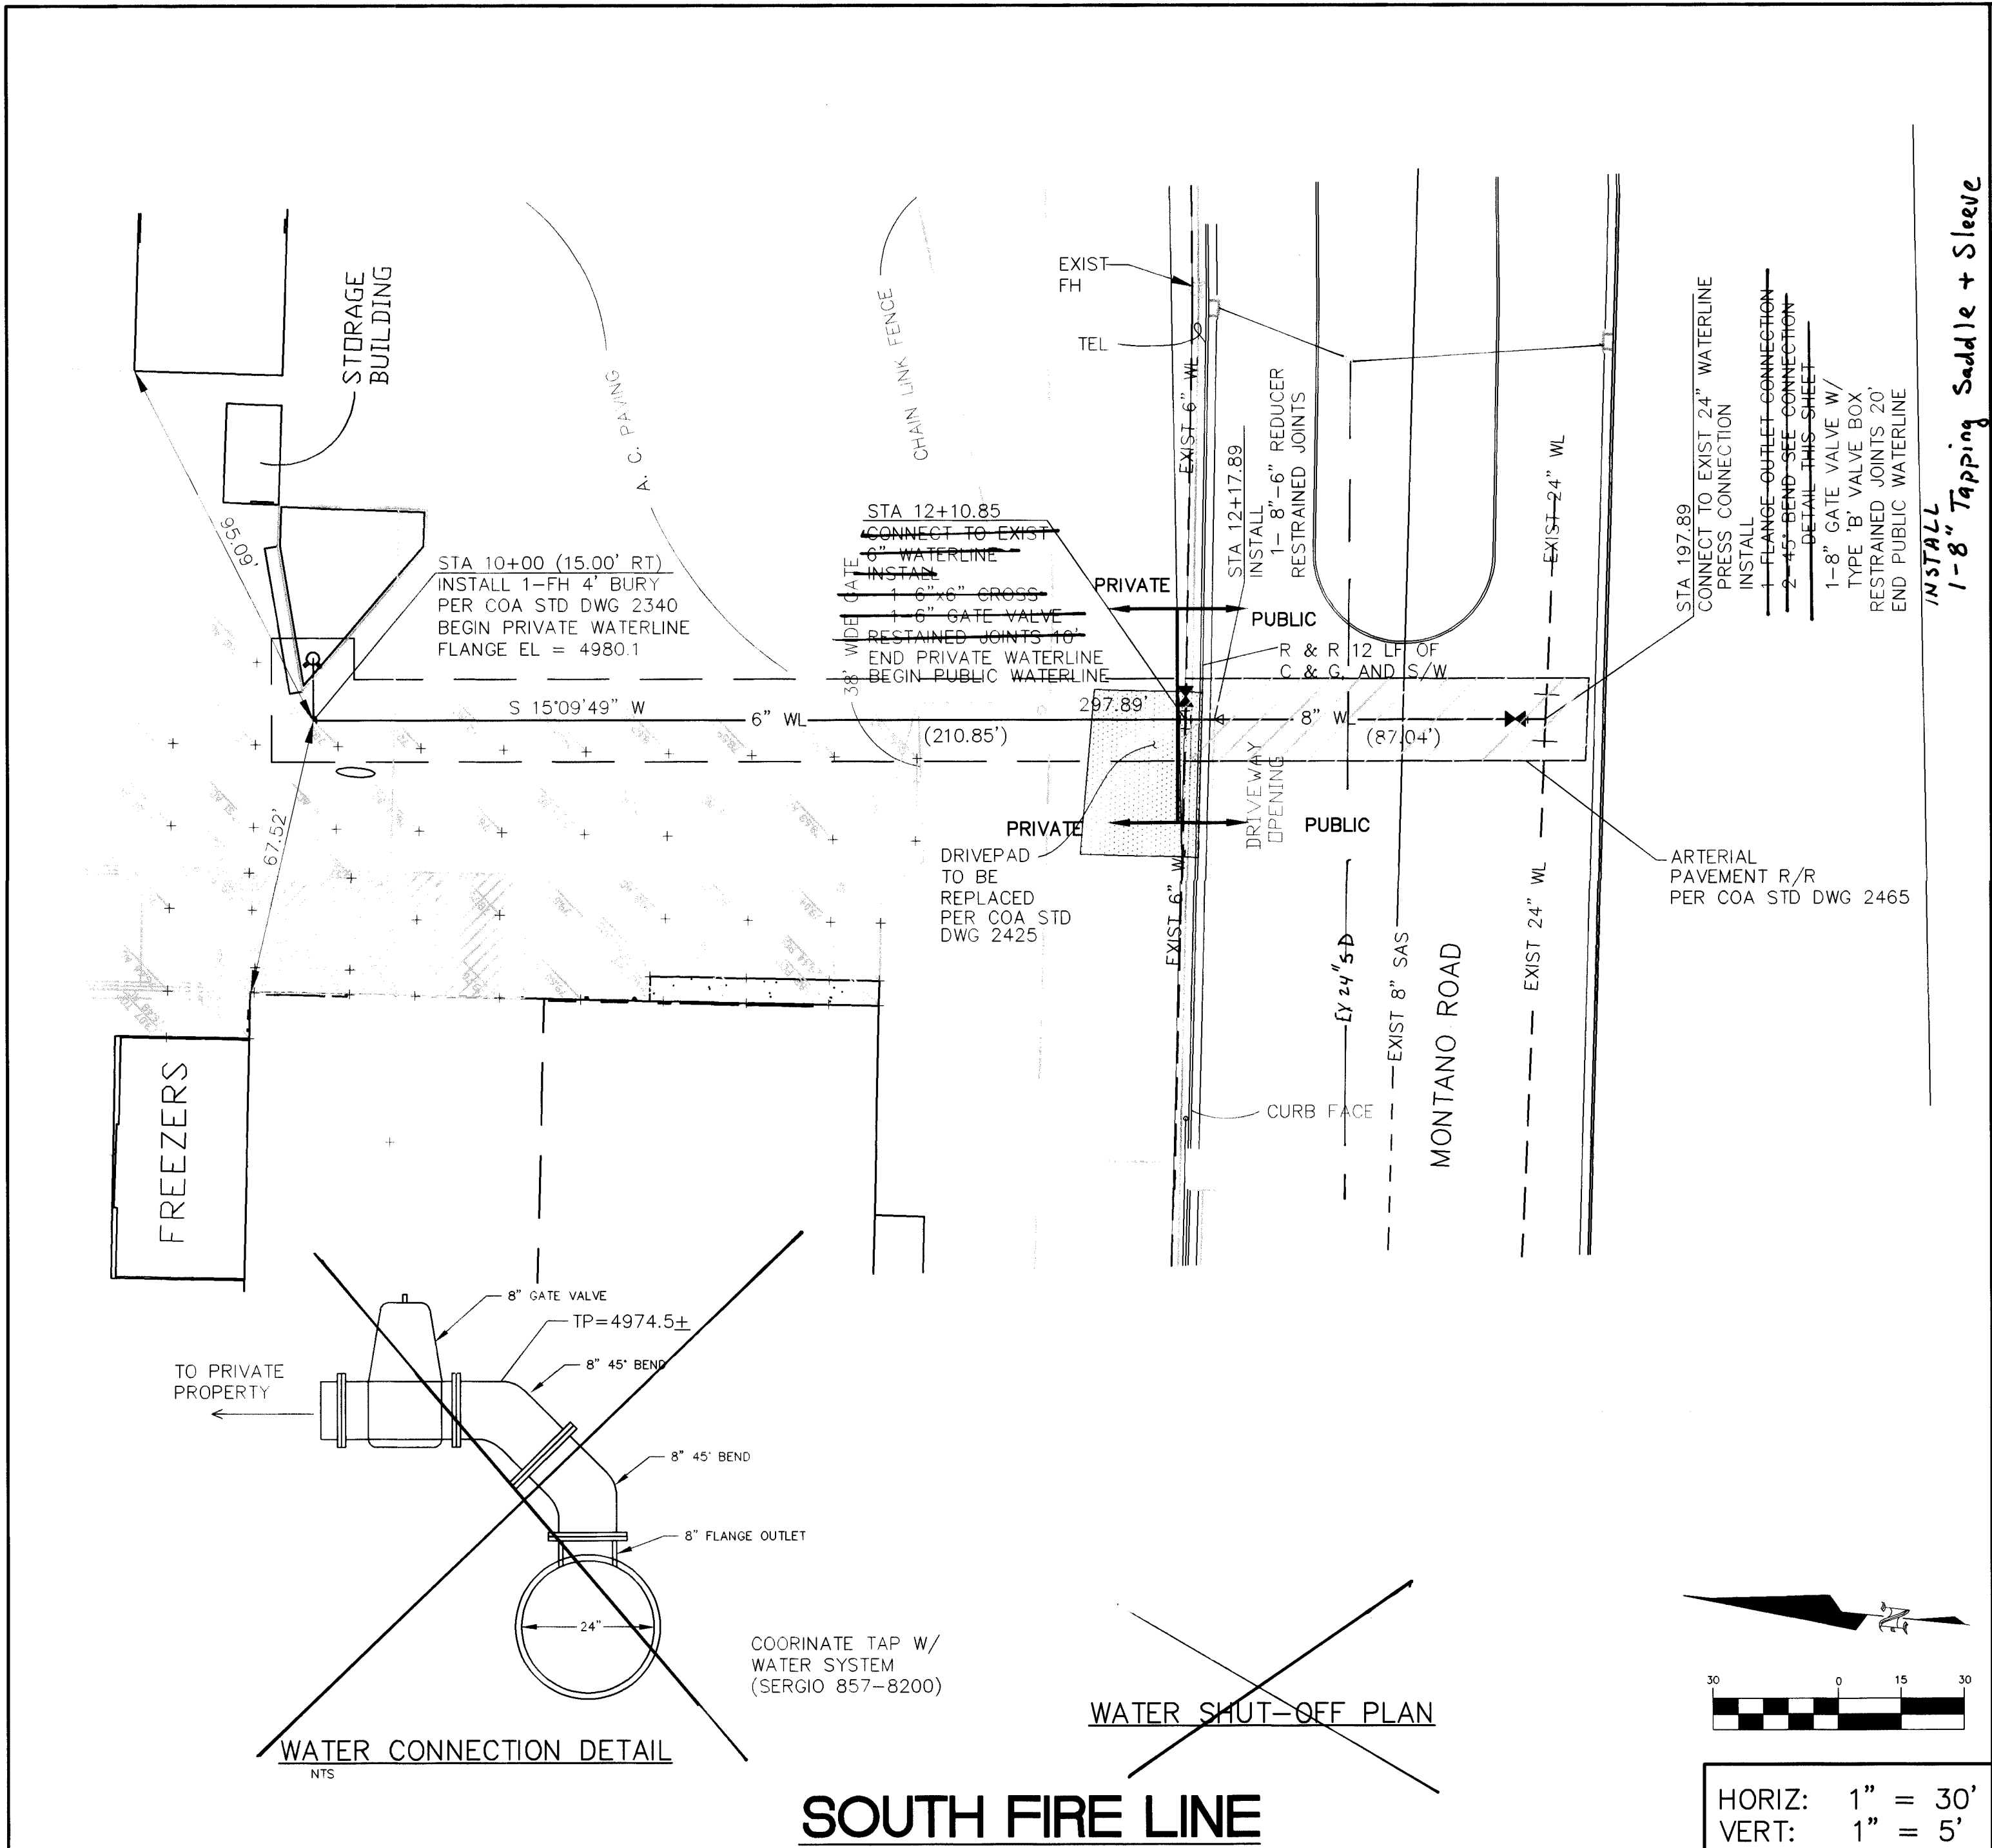 STORAGE
BUILDING
95.09'
A. C. PAVING
CHAIN LINK FENCE
38' WIDE GATE
STA 10+00 (15.00' RT)
INSTALL 1-FH 4' BURY
PER COA STD DWG 2340
BEGIN PRIVATE WATERLINE
FLANGE EL = 4980.1
EXIST
FH
TEL
EXIST 6" WL
STA 12+10.85
CONNECT TO EXIST
6" WATERLINE
INSTALL
1-6"x6" CROSS
1-6" GATE VALVE
RESTAINED JOINTS 10'
END PRIVATE WATERLINE
BEGIN PUBLIC WATERLINE
STA 12+17.89
INSTALL
1- 8"-6" REDUCER
RESTRAINED JOINTS
PRIVATE
PUBLIC
R & R 12 LF OF
C & G, AND S/W
EXIST 24" WL
STA 197.89
CONNECT TO EXIST 24" WATERLINE
PRESS CONNECTION
INSTALL
1-FLANGE OUTLET CONNECTION
2-45° BEND SEE CONNECTION
DETAIL THIS SHEET
1-8" GATE VALVE W/
TYPE 'B' VALVE BOX
RESTRAINED JOINTS 20'
END PUBLIC WATERLINE
INSTALL
1-8" Tapping Saddle + Sleeve
S 15°09'49" W
6" WL
297.89'
(210.85')
8" W
(87.04')
67.52'
DRIVEWAY
OPENING
PRIVATE
PUBLIC
DRIVEPAD
TO BE
REPLACED
PER COA STD
DWG 2425
EXIST 6" W
EX 24" SD
EXIST 8" SAS
MONTANO ROAD
EXIST 24" WL
ARTERIAL
PAVEMENT R/R
PER COA STD DWG 2465
CURB FACE
FREEZERS
8" GATE VALVE
TP=4974.5±
8" 45° BEND
TO PRIVATE
PROPERTY
8" 45° BEND
8" FLANGE OUTLET
24"
COORINATE TAP W/
WATER SYSTEM
(SERGIO 857-8200)
WATER CONNECTION DETAIL
NTS
WATER SHUT-OFF PLAN
N
30 0 15 30
SOUTH FIRE LINE
HORIZ: 1" = 30'
VERT: 1" = 5'